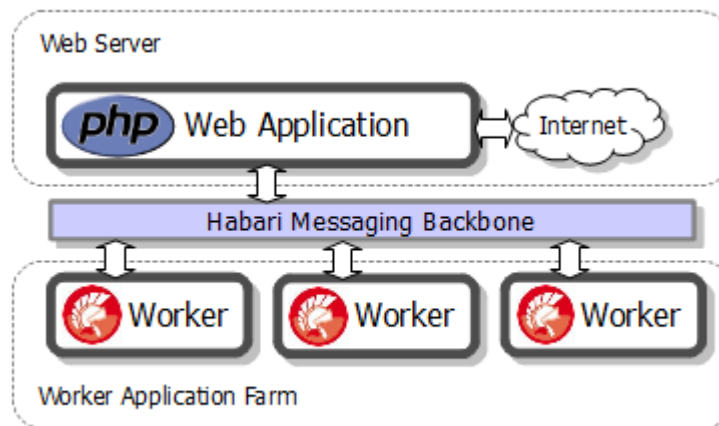 Web Server
php Web Application
Internet
Habari Messaging Backbone
Worker Worker Worker
Worker Application Farm